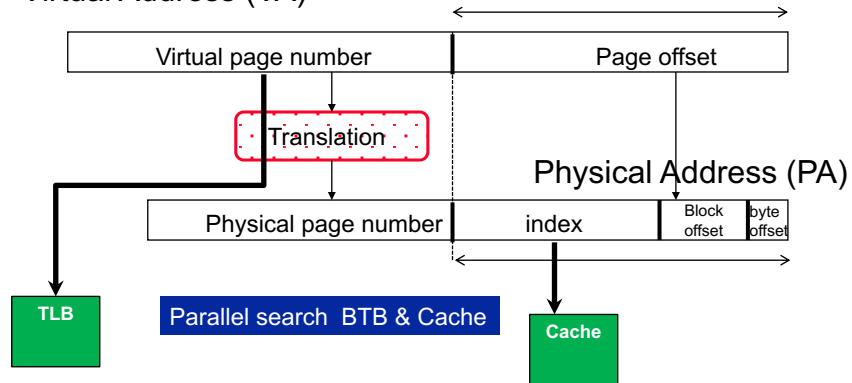 Virtual page number
Page offset
Translation
Physical Address (PA)
Physical page number
index
Block
offset
byte
offset
TLB
Parallel search BTB & Cache
Cache